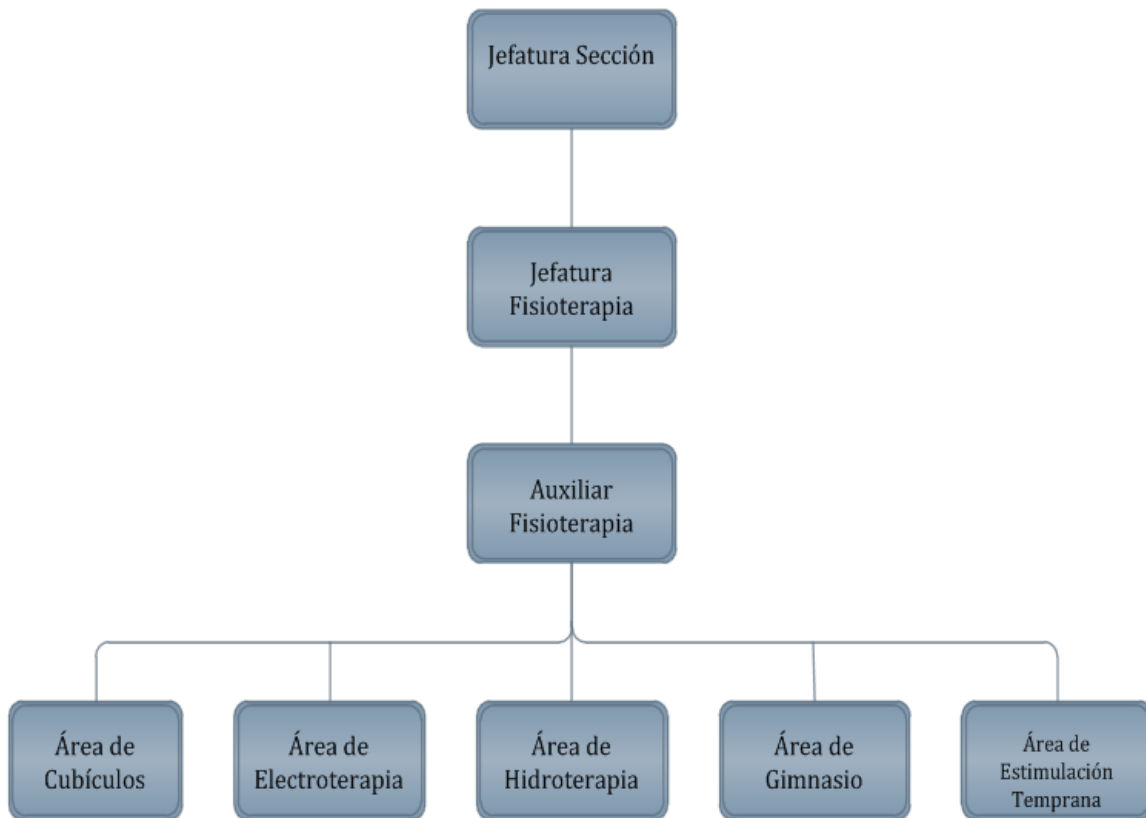 Jefatura Sección
Jefatura
Fisioterapia
Auxiliar
Fisioterapia
Área de
Cubículos
Área de
Electroterapia
Área de
Hidroterapia
Área de
Gimnasio
Área de
Estimulación
Temprana